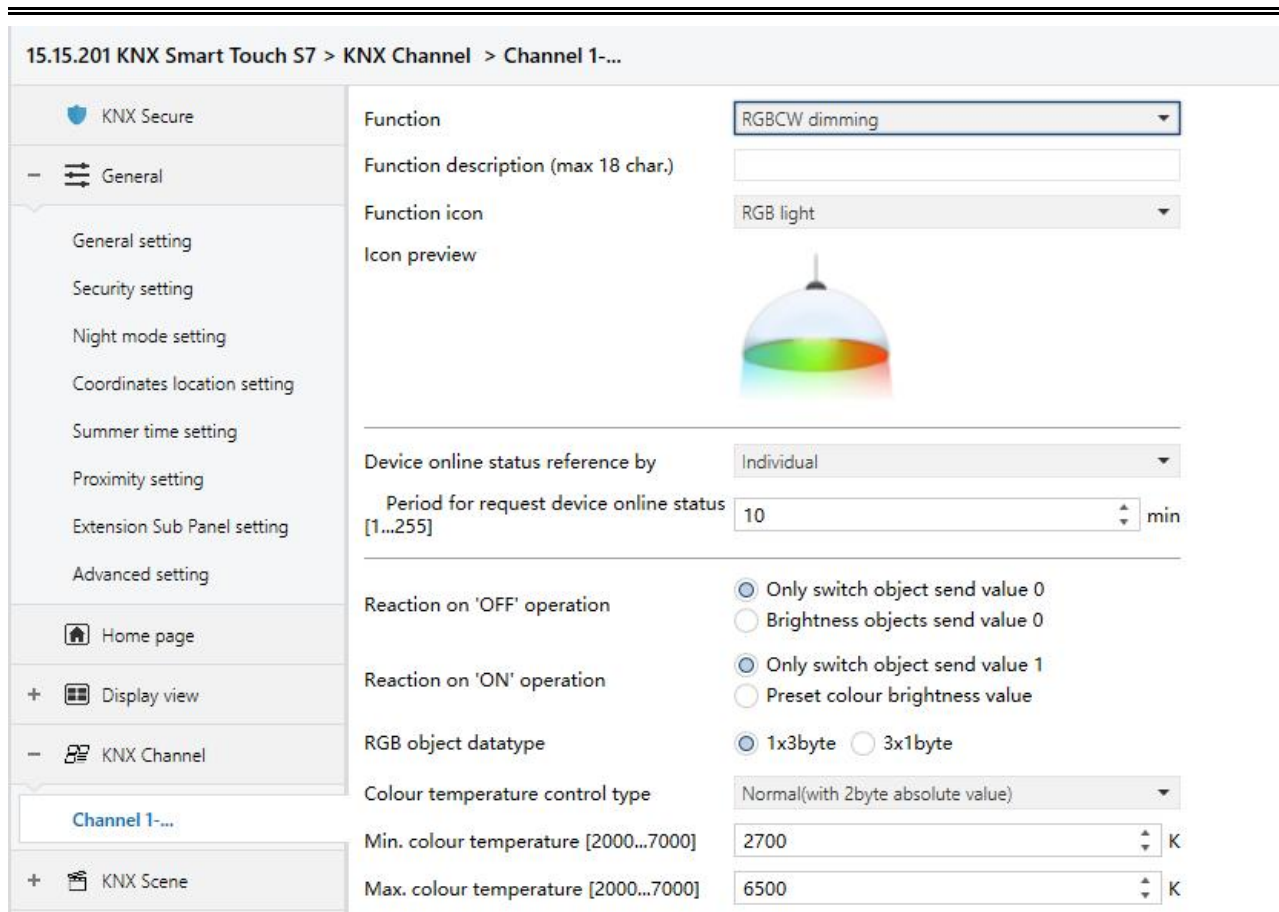 15.15.201 KNX Smart Touch S7 > KNX Channel > Channel 1-...
KNX Secure
General
General setting
Security setting
Night mode setting
Coordinates location setting
Summer time setting
Proximity setting
Extension Sub Panel setting
Advanced setting
Home page
Display view
KNX Channel
Channel 1-...
KNX Scene
Function
RGBCW dimming
Function description (max 18 char.)
Function icon
RGB light
Icon preview
Device online status reference by
Individual
Period for request device online status
[1...255]
10
min
Reaction on 'OFF' operation
Only switch object send value 0
Brightness objects send value 0
Reaction on 'ON' operation
Only switch object send value 1
Preset colour brightness value
RGB object datatype
1x3byte
3x1byte
Colour temperature control type
Normal(with 2byte absolute value)
Min. colour temperature [2000...7000]
2700
K
Max. colour temperature [2000...7000]
6500
K